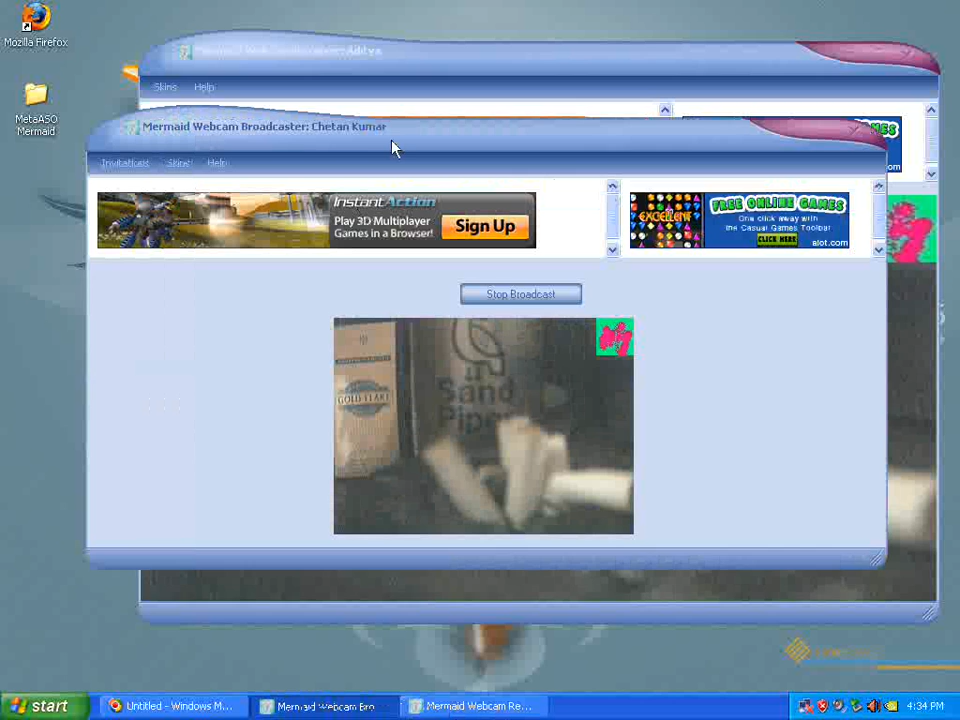 Mozilla Firefox
MetaASO
Mermaid
Aditya
Skins Help
Mermaid Webcam Broadcaster: Chetan Kumar
Invitations Skins Help
INSTANTACTION
Play 3D Multiplayer
Games in a Browser!
Sign Up
EXCELLENT
FREE ONLINE GAMES
One click away with
the Casual Games Toolbar
CLICK HERE
alot.com
Stop Broadcast
GOLD FLAKE
Sand
Piper
start
Untitled - Windows M...
Mermaid Webcam Bro
Mermaid Webcam Re...
4:34 PM